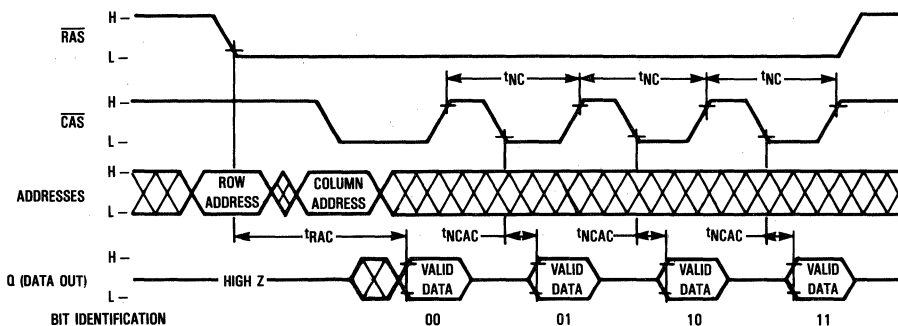 H
RAS
L
tNC tNC tNC
H
CAS
L
H
ADDRESSES
ROW ADDRESS
COLUMN ADDRESS
L
tRAC tNCAC tNCAC tNCAC
H
Q (DATA OUT)
HIGH Z
VALID DATA
VALID DATA
VALID DATA
VALID DATA
L
BIT IDENTIFICATION 00 01 10 11